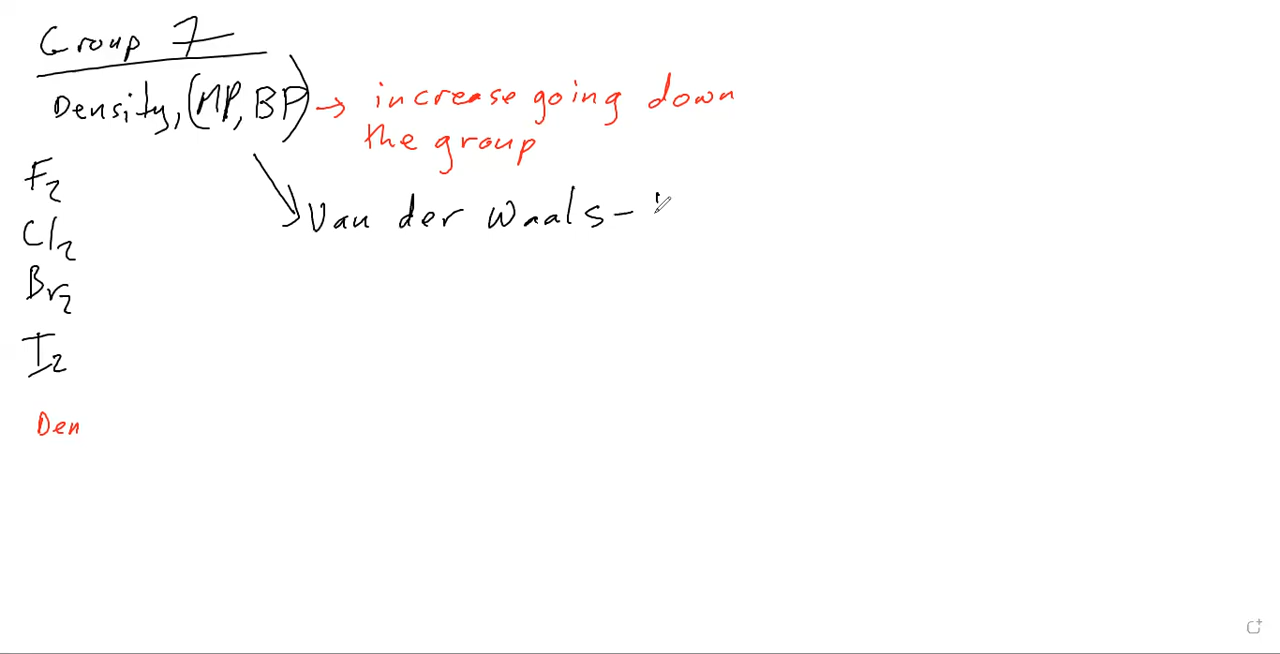 Group 7
Density, (MP, BP) → increase going down
the group
F₂
Van der Waals -
Cl₂
Br₂
I₂
Den